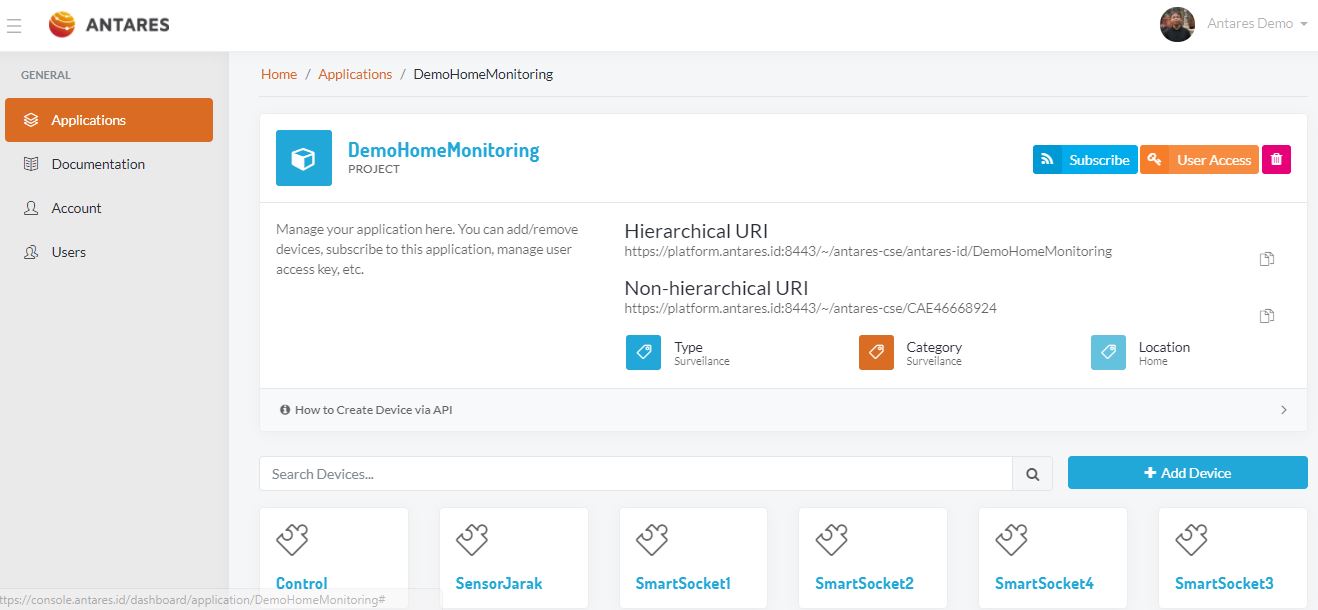 ANTARES
Antares Demo
GENERAL
Applications
Documentation
Account
Users
Home / Applications / DemoHomeMonitoring
DemoHomeMonitoring
PROJECT
Subscribe
User Access
Manage your application here. You can add/remove
devices, subscribe to this application, manage user
access key, etc.
Hierarchical URI
https://platform.antares.id:8443/~/antares-cse/antares-id/DemoHomeMonitoring
Non-hierarchical URI
https://platform.antares.id:8443/~/antares-cse/CAE46668924
Type
Surveilance
Category
Surveilance
Location
Home
How to Create Device via API
Search Devices...
+ Add Device
Control
SensorJarak
SmartSocket1
SmartSocket2
SmartSocket4
SmartSocket3
ttps://console.antares.id/dashboard/application/DemoHomeMonitoring#